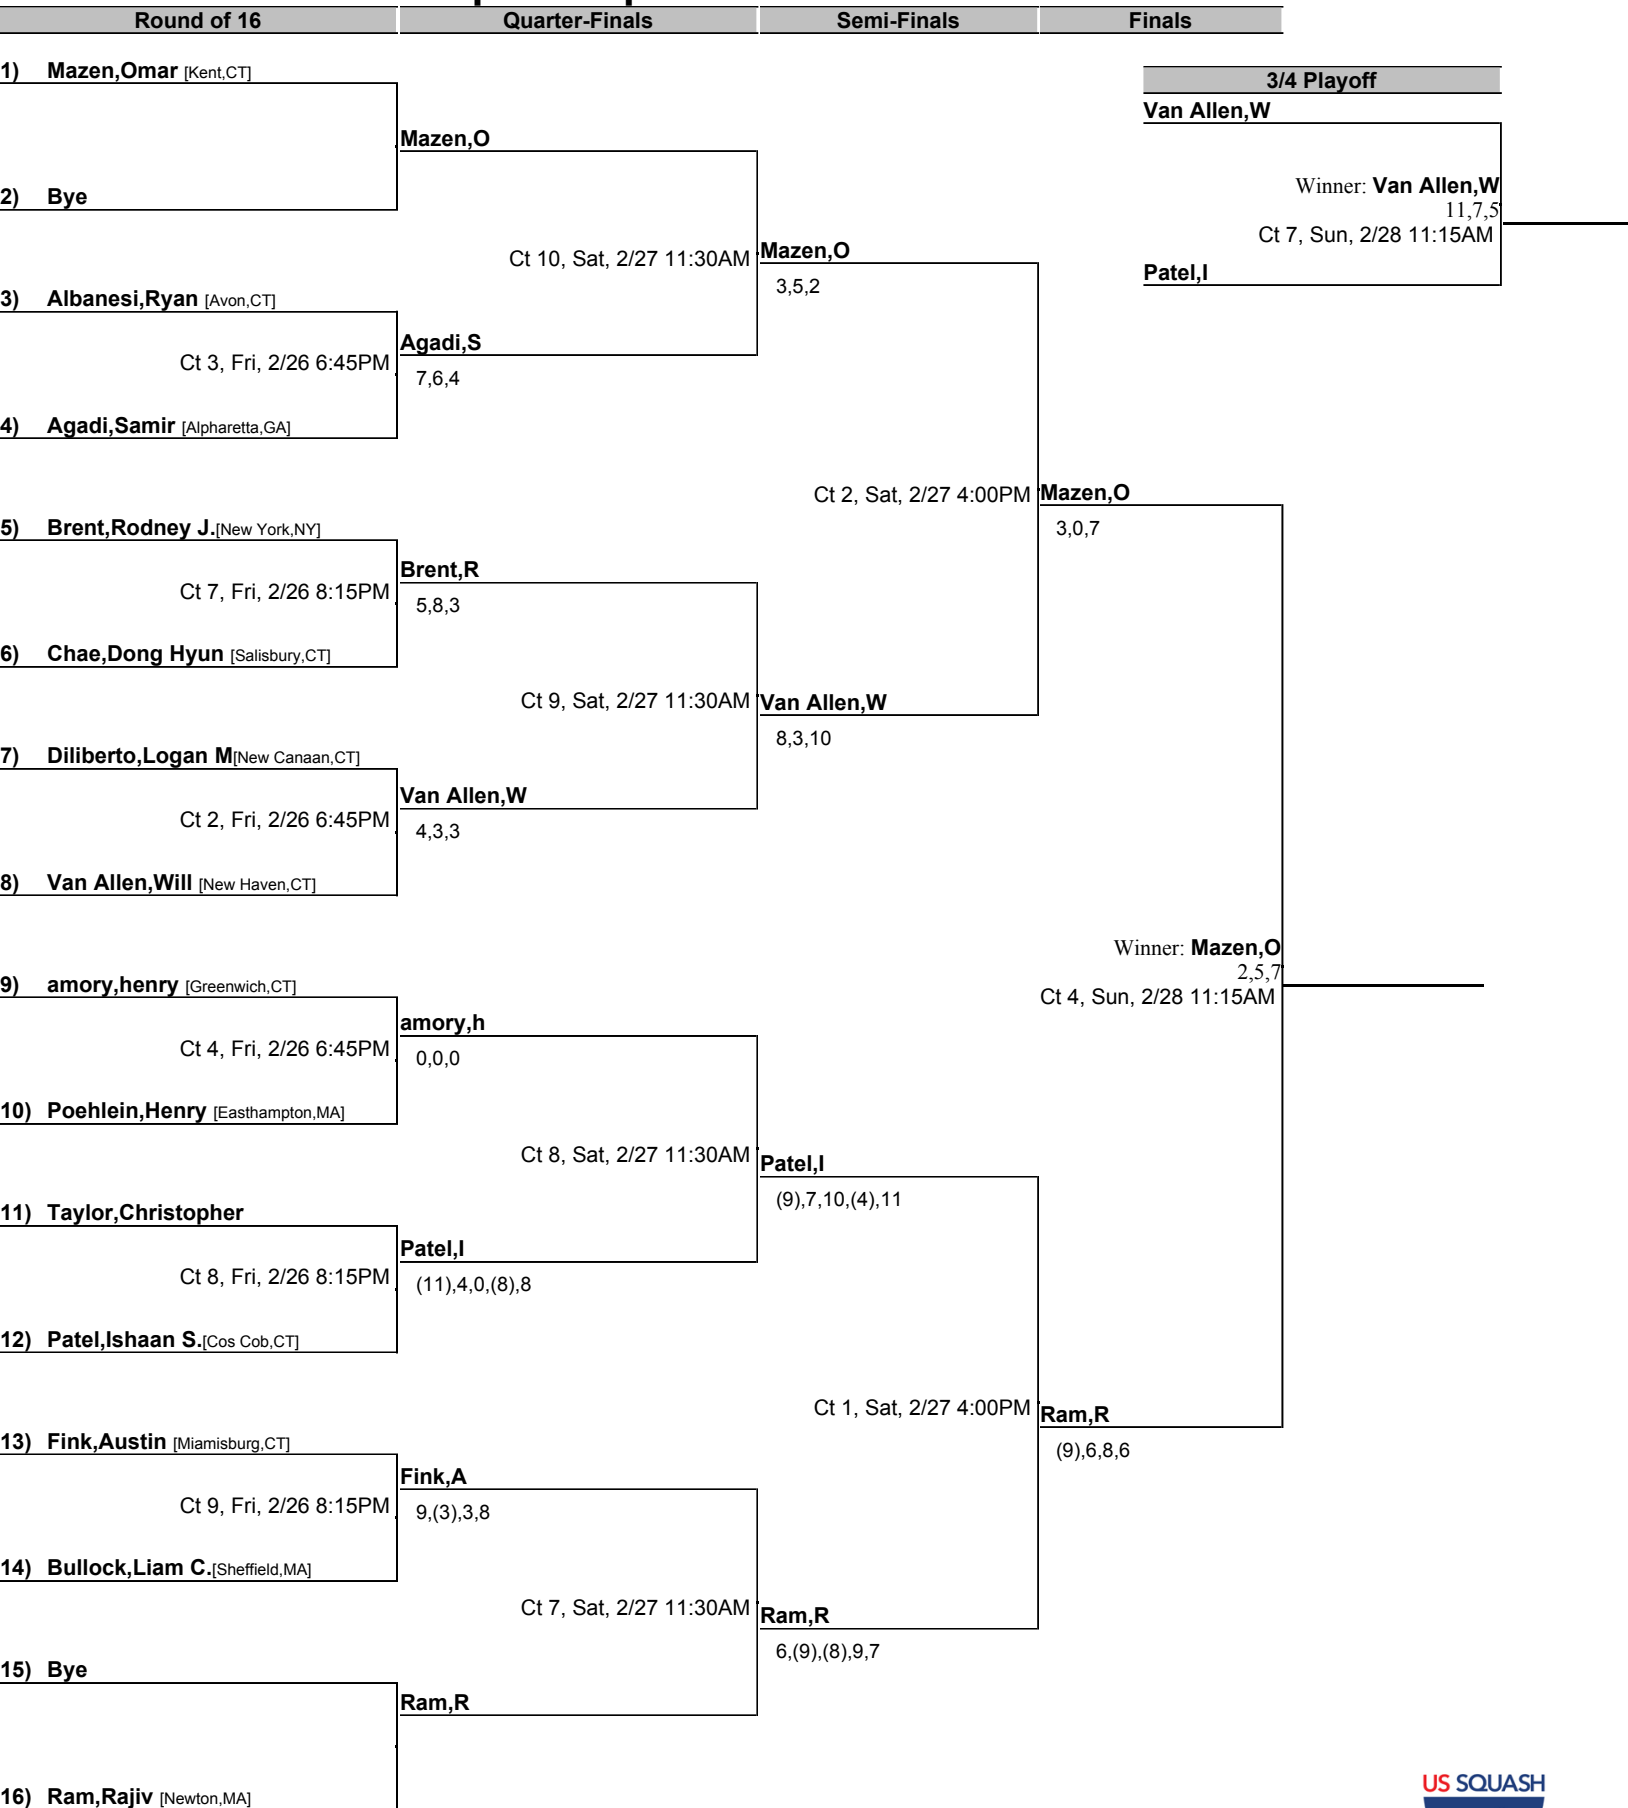 Round of 16
Quarter-Finals
Semi-Finals
Finals
1) Mazen,Omar [Kent,CT]
3/4 Playoff
Van Allen,W
Mazen,O
2) Bye
Winner: Van Allen,W
11,7,5
Ct 7, Sun, 2/28 11:15AM
Ct 10, Sat, 2/27 11:30AM
Mazen,O
Patel,I
3,5,2
3) Albanesi,Ryan [Avon,CT]
Agadi,S
Ct 3, Fri, 2/26 6:45PM
7,6,4
4) Agadi,Samir [Alpharetta,GA]
Ct 2, Sat, 2/27 4:00PM
Mazen,O
3,0,7
5) Brent,Rodney J.[New York,NY]
Brent,R
Ct 7, Fri, 2/26 8:15PM
5,8,3
6) Chae,Dong Hyun [Salisbury,CT]
Ct 9, Sat, 2/27 11:30AM
Van Allen,W
8,3,10
7) Diliberto,Logan M[New Canaan,CT]
Van Allen,W
Ct 2, Fri, 2/26 6:45PM
4,3,3
8) Van Allen,Will [New Haven,CT]
Winner: Mazen,O
2,5,7
Ct 4, Sun, 2/28 11:15AM
9) amory,henry [Greenwich,CT]
amory,h
Ct 4, Fri, 2/26 6:45PM
0,0,0
10) Poehlein,Henry [Easthampton,MA]
Ct 8, Sat, 2/27 11:30AM
Patel,I
(9),7,10,(4),11
11) Taylor,Christopher
Patel,I
Ct 8, Fri, 2/26 8:15PM
(11),4,0,(8),8
12) Patel,Ishaan S.[Cos Cob,CT]
Ct 1, Sat, 2/27 4:00PM
Ram,R
(9),6,8,6
13) Fink,Austin [Miamisburg,CT]
Fink,A
Ct 9, Fri, 2/26 8:15PM
9,(3),3,8
14) Bullock,Liam C.[Sheffield,MA]
Ct 7, Sat, 2/27 11:30AM
Ram,R
6,(9),(8),9,7
15) Bye
Ram,R
16) Ram,Rajiv [Newton,MA]
US SQUASH